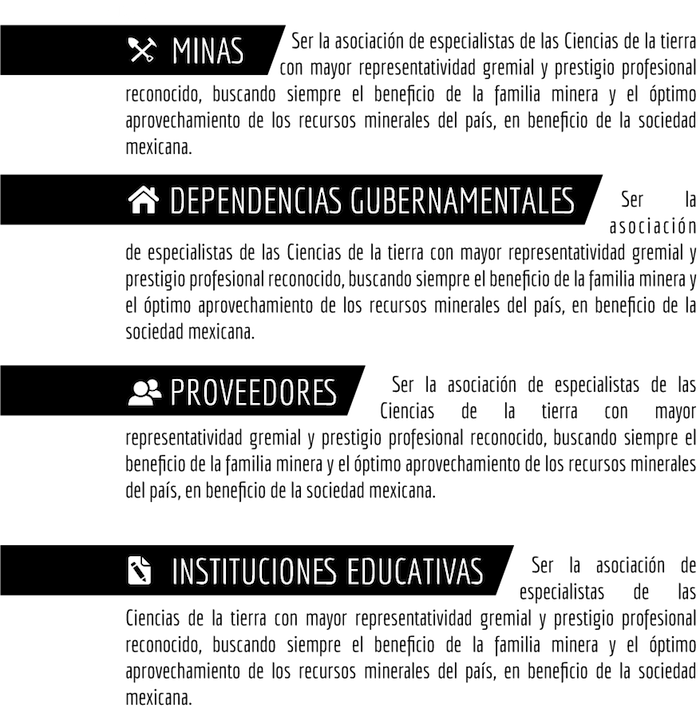 MINAS
Ser la asociación de especialistas de las Ciencias de la tierra
con mayor representatividad gremial y prestigio profesional
reconocido, buscando siempre el beneficio de la familia minera y el óptimo
aprovechamiento de los recursos minerales del país, en beneficio de la sociedad
mexicana.
DEPENDENCIAS GUBERNAMENTALES
Ser la
asociación
de especialistas de las Ciencias de la tierra con mayor representatividad gremial y
prestigio profesional reconocido, buscando siempre el beneficio de la familia minera y
el óptimo aprovechamiento de los recursos minerales del país, en beneficio de la
sociedad mexicana.
PROVEEDORES
Ser la asociación de especialistas de las
Ciencias de la tierra con mayor
representatividad gremial y prestigio profesional reconocido, buscando siempre el
beneficio de la familia minera y el óptimo aprovechamiento de los recursos minerales
del país, en beneficio de la sociedad mexicana.
INSTITUCIONES EDUCATIVAS
Ser la asociación de
especialistas de las
Ciencias de la tierra con mayor representatividad gremial y prestigio profesional
reconocido, buscando siempre el beneficio de la familia minera y el óptimo
aprovechamiento de los recursos minerales del país, en beneficio de la sociedad
mexicana.